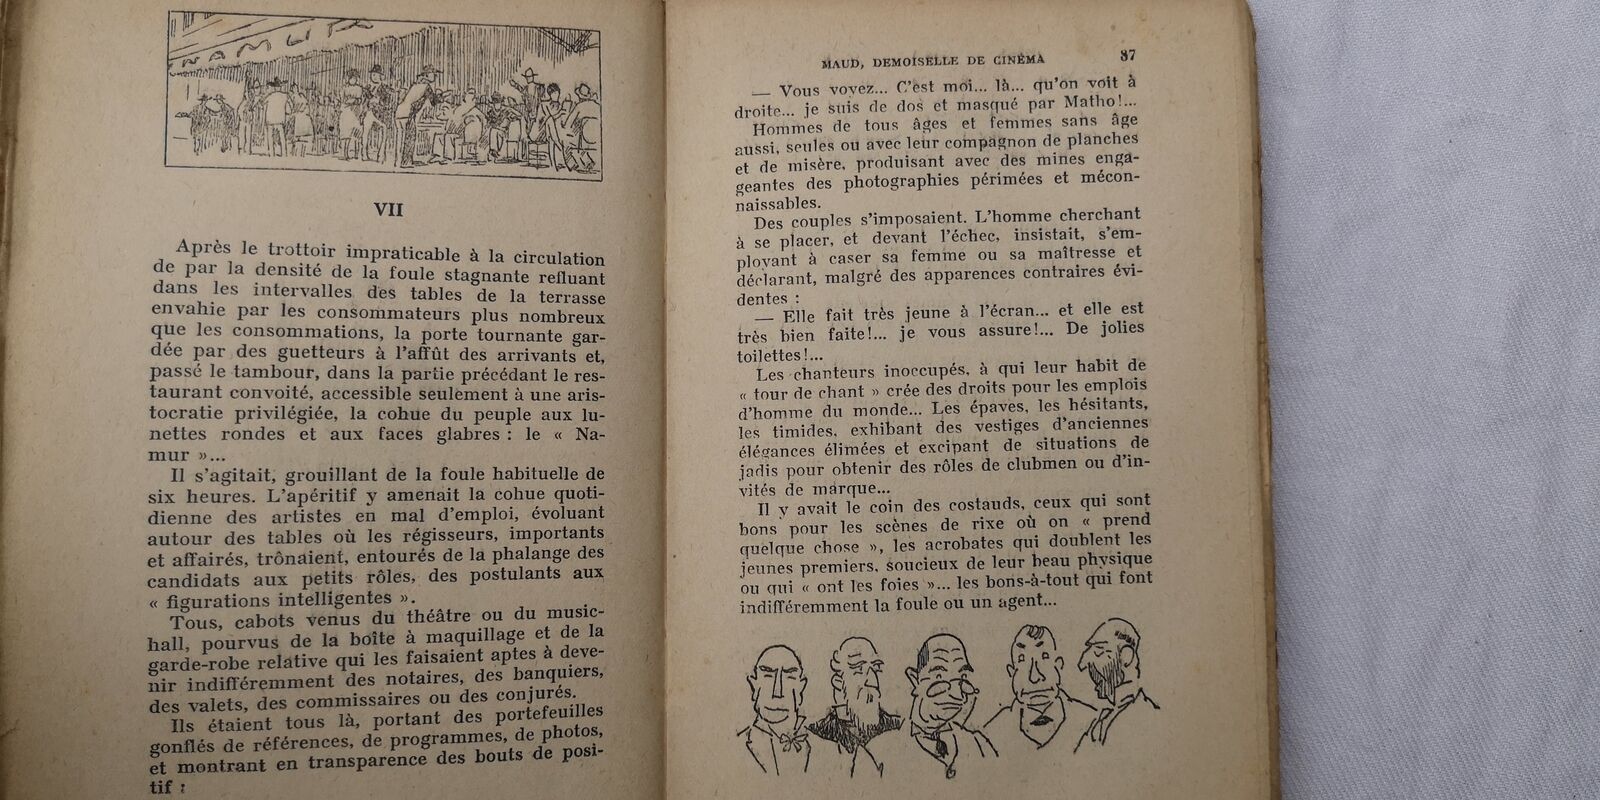 NAMUR
VII
Après le trottoir impraticable à la circulation
de par la densité de la foule stagnante refluant
dans les intervalles des tables de la terrasse
envahie par les consommateurs plus nombreux
que les consommations, la porte tournante gar-
dée par des guetteurs à l'affût des arrivants et,
passé le tambour, dans la partie précédant le res-
taurant convoité, accessible seulement à une aris-
tocratie privilégiée, la cohue du peuple aux lu-
nettes rondes et aux faces glabres : le « Na-
mur »...
Il s'agitait, grouillant de la foule habituelle de
six heures. L'apéritif y amenait la cohue quoti-
dienne des artistes en mal d'emploi, évoluant
autour des tables où les régisseurs, importants
et affairés, trônaient, entourés de la phalange des
candidats aux petits rôles, des postulants aux
« figurations intelligentes ».
Tous, cabots venus du théâtre ou du music-
hall, pourvus de la boîte à maquillage et de la
garde-robe relative qui les faisaient aptes à deve-
nir indifféremment des notaires, des banquiers,
des valets, des commissaires ou des conjurés.
Ils étaient tous là, portant des portefeuilles
gonflés de références, de programmes, de photos,
et montrant en transparence des bouts de posi-
tif :
MAUD, DEMOISELLE DE CINÉMA 87
— Vous voyez... C'est moi... là... qu'on voit à
droite... je suis de dos et masqué par Matho!...
Hommes de tous âges et femmes sans âge
aussi, seules ou avec leur compagnon de planches
et de misère, produisant avec des mines enga-
geantes des photographies périmées et mécon-
naissables.
Des couples s'imposaient. L'homme cherchant
à se placer, et devant l'échec, insistait, s'em-
ployant à caser sa femme ou sa maîtresse et
déclarant, malgré des apparences contraires évi-
dentes :
— Elle fait très jeune à l'écran... et elle est
très bien faite!... je vous assure!... De jolies
toilettes!...
Les chanteurs inoccupés, à qui leur habit de
« tour de chant » crée des droits pour les emplois
d'homme du monde... Les épaves, les hésitants,
les timides, exhibant des vestiges d'anciennes
élégances élimées et excipant de situations de
jadis pour obtenir des rôles de clubmen ou d'in-
vités de marque...
Il y avait le coin des costauds, ceux qui sont
bons pour les scènes de rixe où on « prend
quelque chose », les acrobates qui doublent les
jeunes premiers, soucieux de leur beau physique
ou qui « ont les foies »... les bons-à-tout qui font
indifféremment la foule ou un agent...